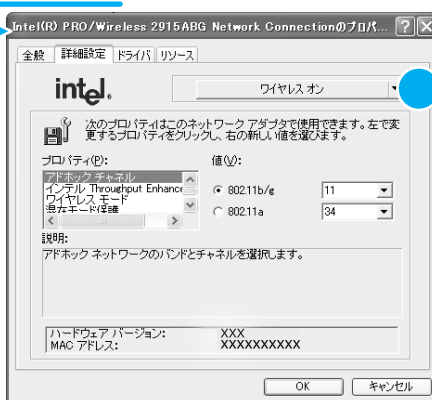 Intel(R) PRO/Wireless 2915ABG Network Connectionのプロパ...
全般 詳細設定 ドライバ リソース
intel®
ワイヤレス オン
次のプロパティはこのネットワーク アダプタで使用できます。左で変
更するプロパティをクリックし、右の新しい値を選びます。
プロパティ(P):
値(V):
アドホック チャネル
インテル Throughput Enhance
ワイヤレス モード
混在モード保護
802.11b/g
11
802.11a
34
説明:
アドホック ネットワークのバンドとチャネルを選択します。
ハードウェア バージョン: XXX
MAC アドレス: XXXXXXXXXX
OK
キャンセル